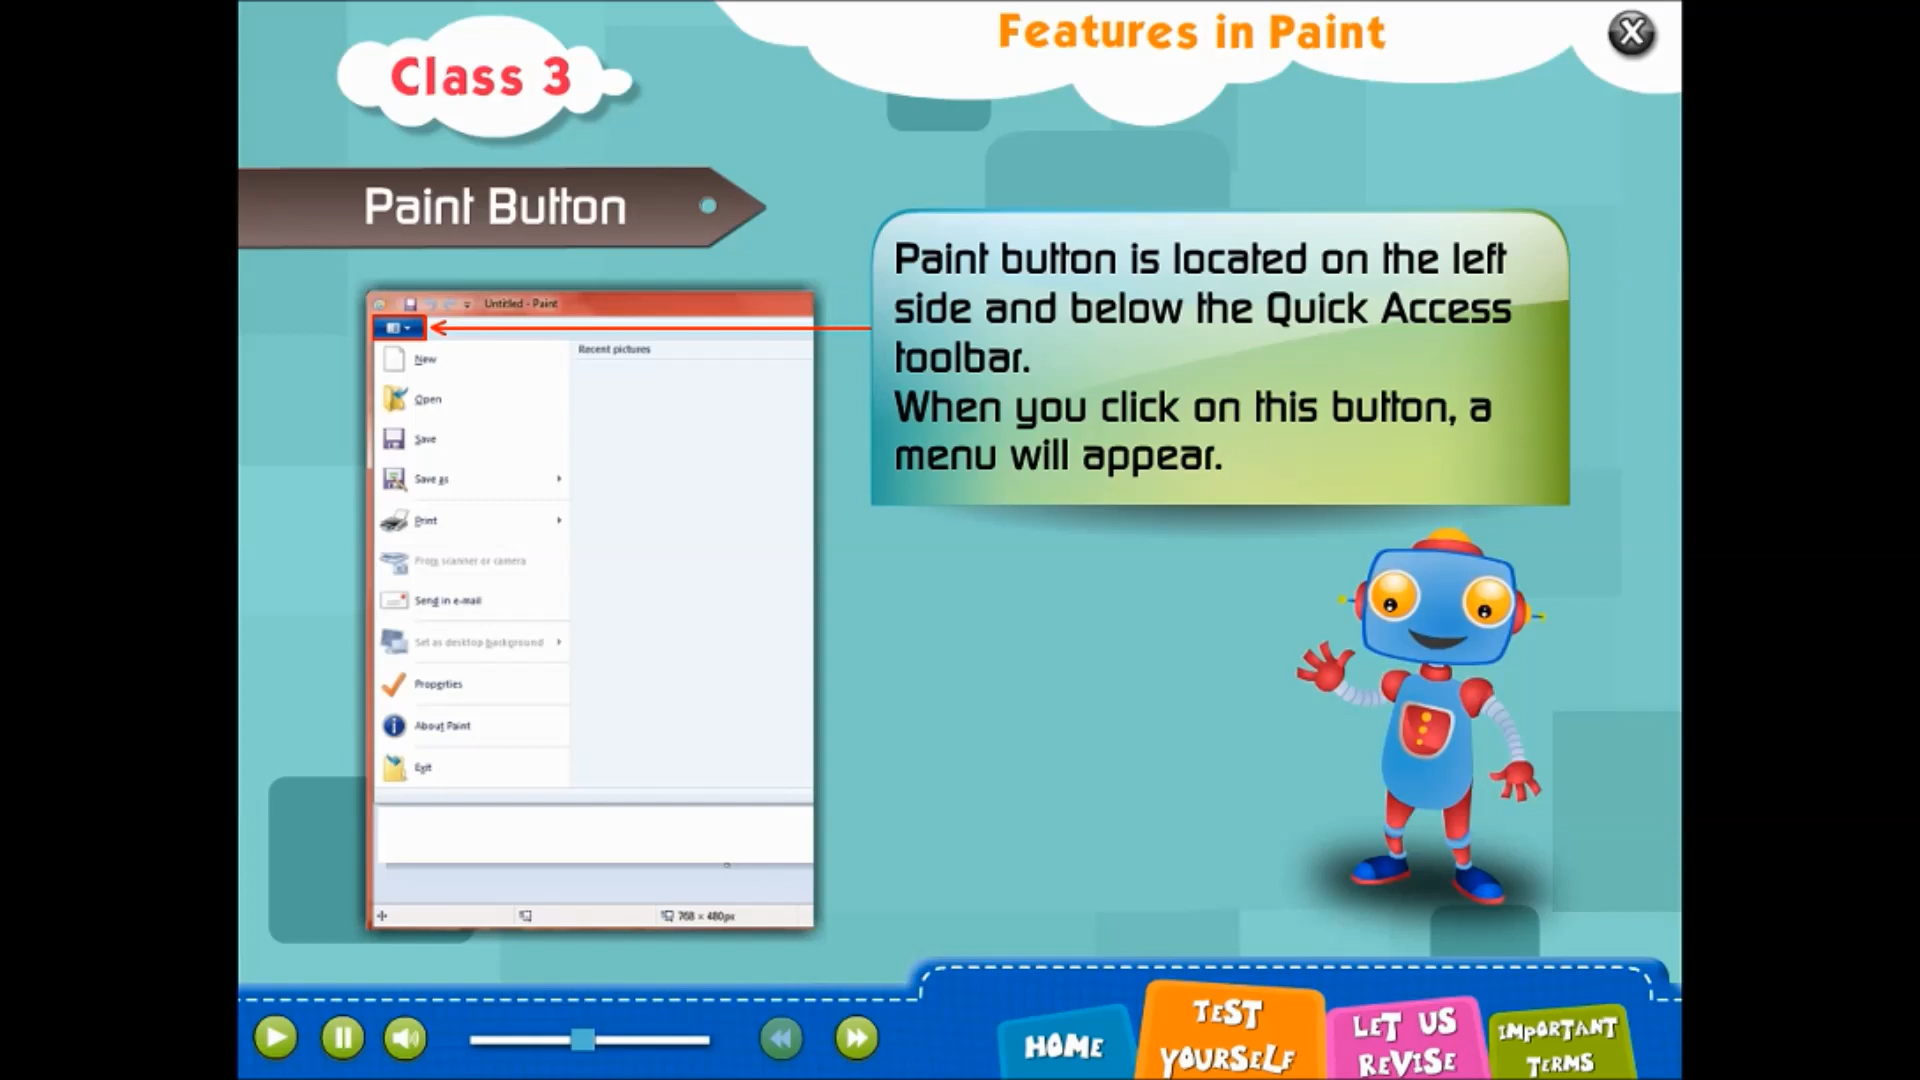 Features in Paint
Class 3
Paint Button
Paint button is located on the left
side and below the Quick Access
toolbar.
When you click on this button, a
menu will appear.
Untitled - Paint
Recent pictures
New
Open
Save
Save as
Print
From scanner or camera
Send in e-mail
Set as desktop background
Properties
About Paint
Exit
768 × 480px
HOME
TEST
YOURSELF
LET US
REVISE
IMPORTANT
TERMS